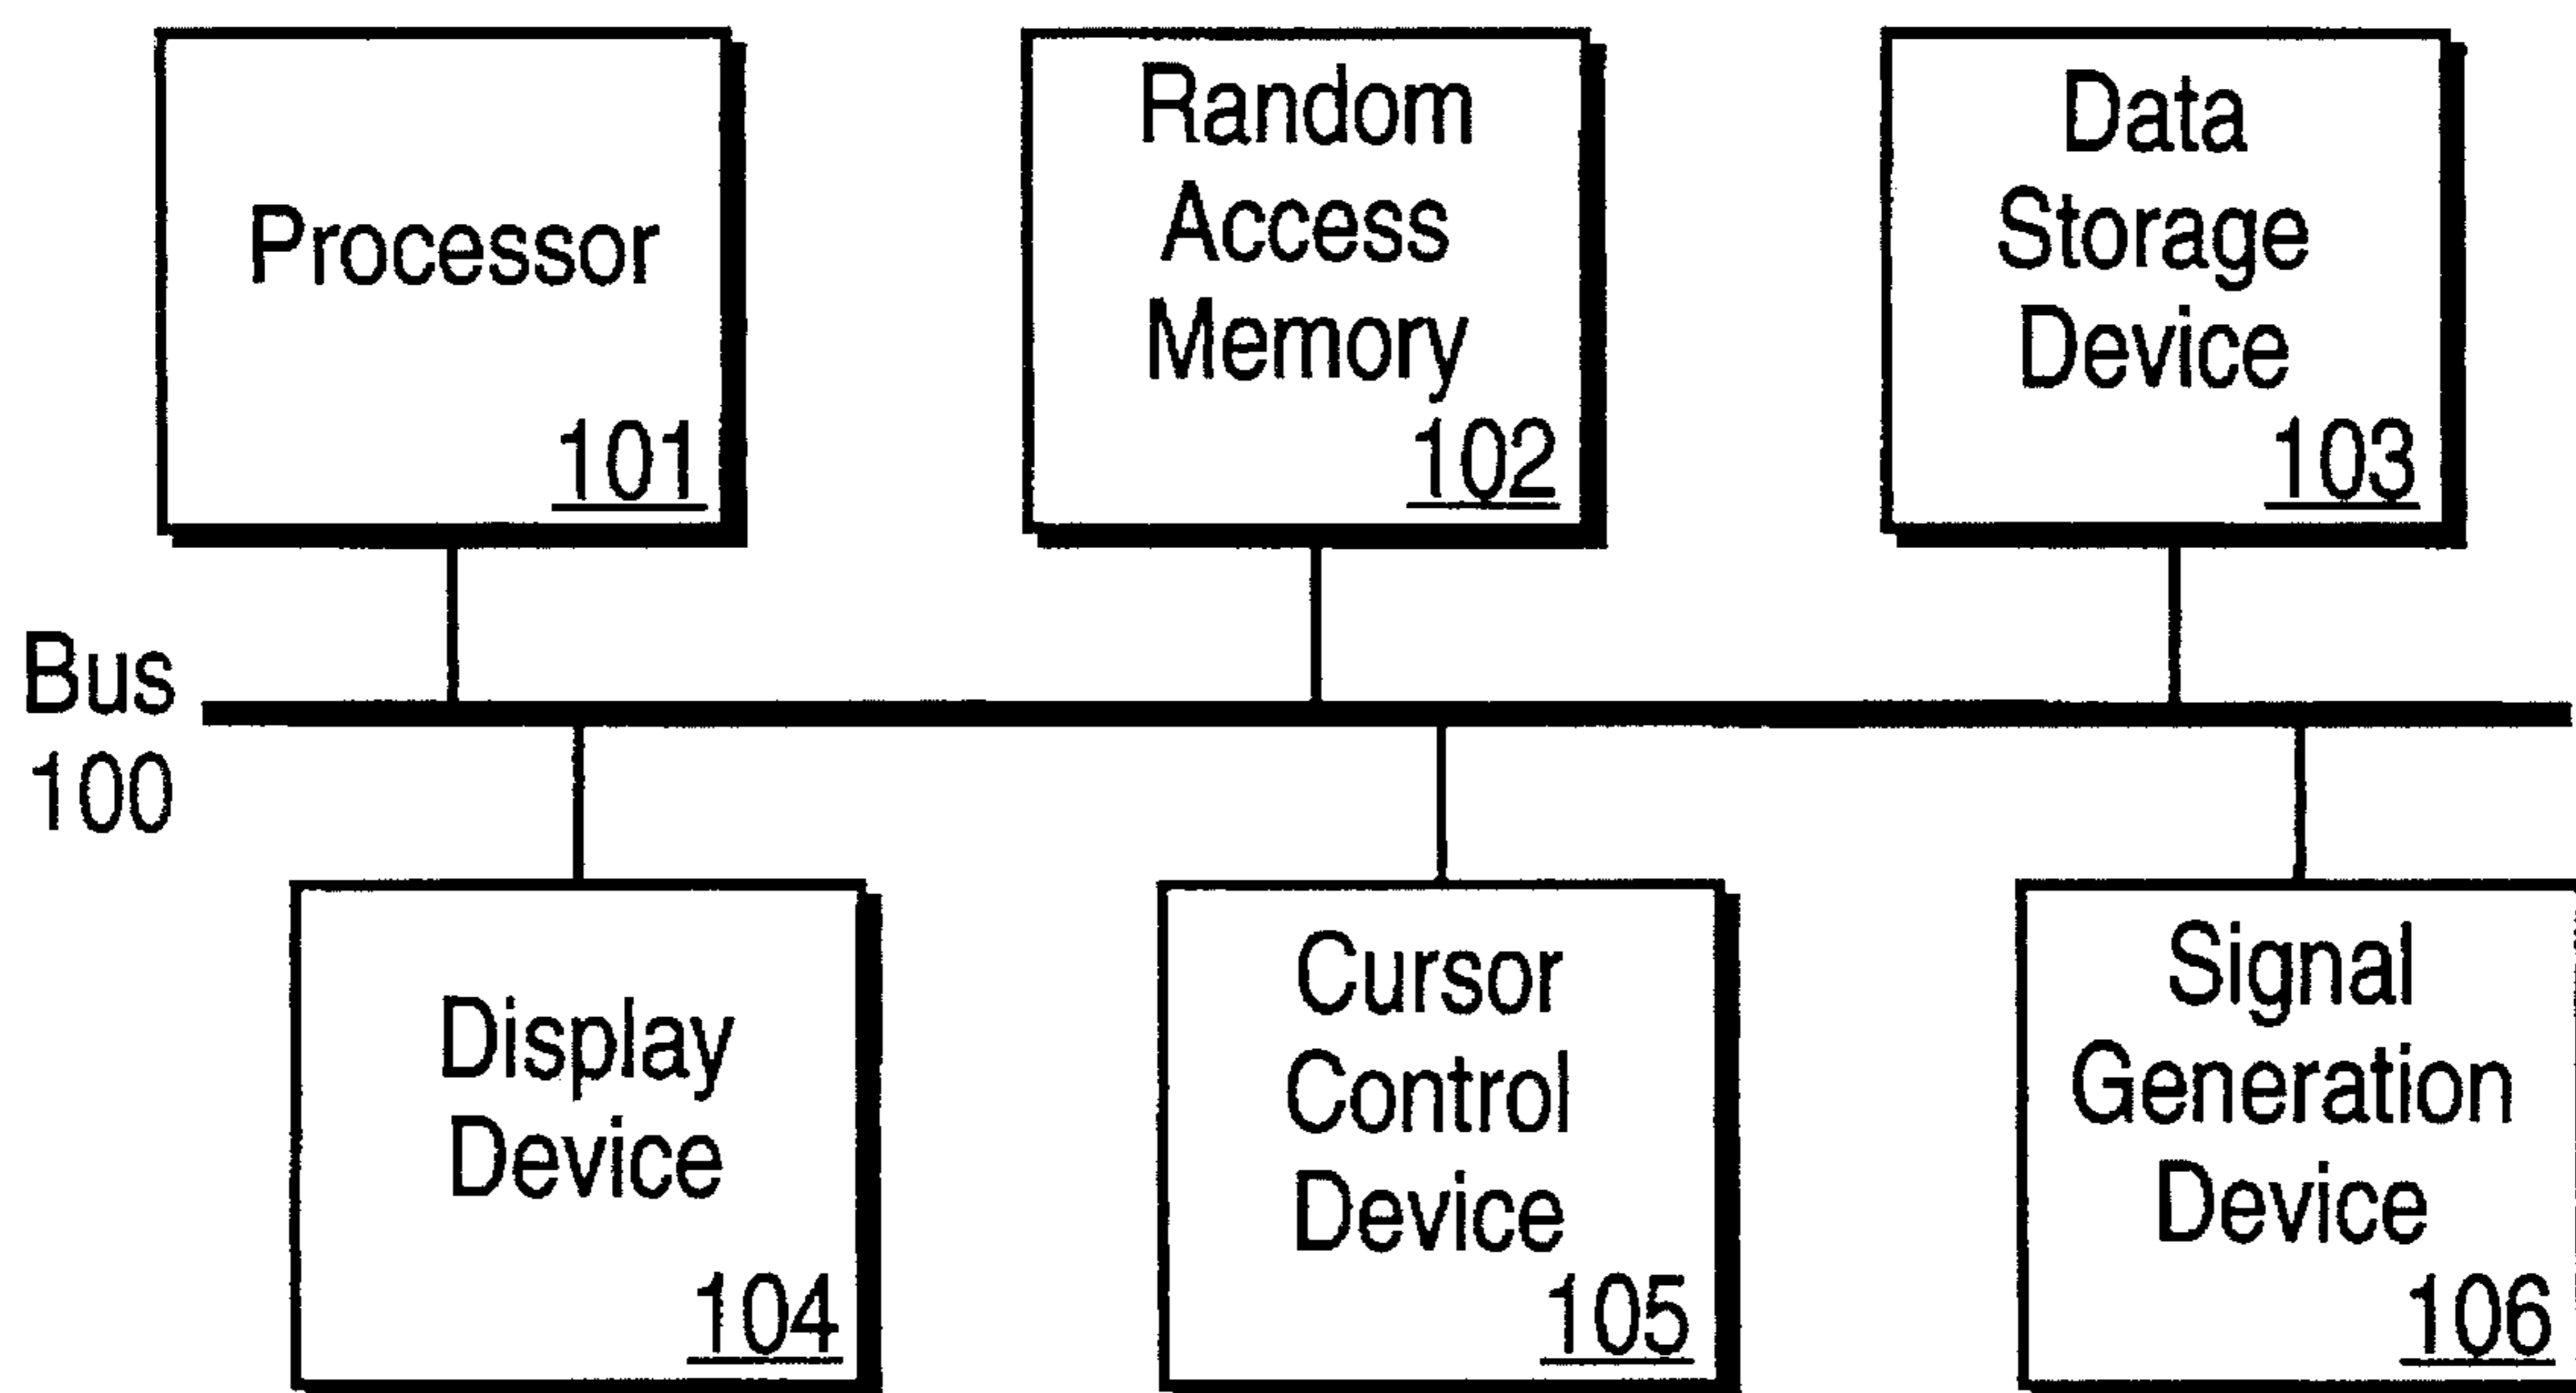 Processor
101
Random
Access
Memory
102
Data
Storage
Device
103
Bus
100
Display
Device
104
Cursor
Control
Device
105
Signal
Generation
Device
106